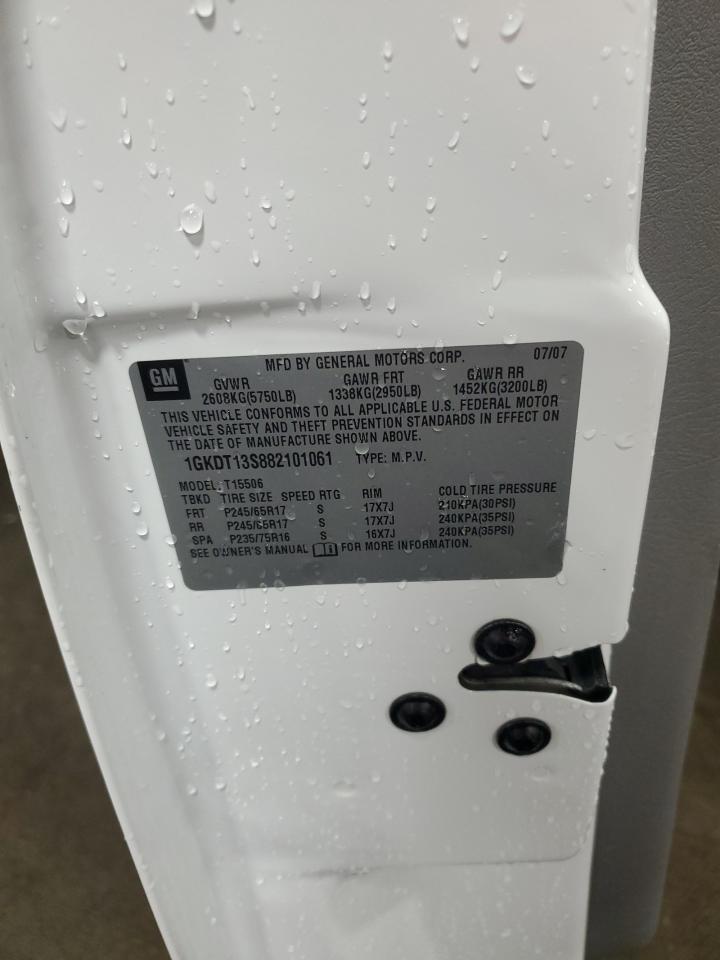 GM MFD BY GENERAL MOTORS CORP. 07/07
GVWR GAWR FRT GAWR RR
2608KG(5750LB) 1338KG(2950LB) 1452KG(3200LB)
THIS VEHICLE CONFORMS TO ALL APPLICABLE U.S. FEDERAL MOTOR
VEHICLE SAFETY AND THEFT PREVENTION STANDARDS IN EFFECT ON
THE DATE OF MANUFACTURE SHOWN ABOVE.
1GKDT13S882101061 TYPE: M.P.V.
MODEL: T15506
TBKD TIRE SIZE SPEED RTG RIM COLD TIRE PRESSURE
FRT P245/65R17 S 17X7J 210KPA(30PSI)
RR P245/65R17 S 17X7J 240KPA(35PSI)
SPA P235/75R16 S 16X7J 240KPA(35PSI)
SEE OWNER'S MANUAL i FOR MORE INFORMATION.